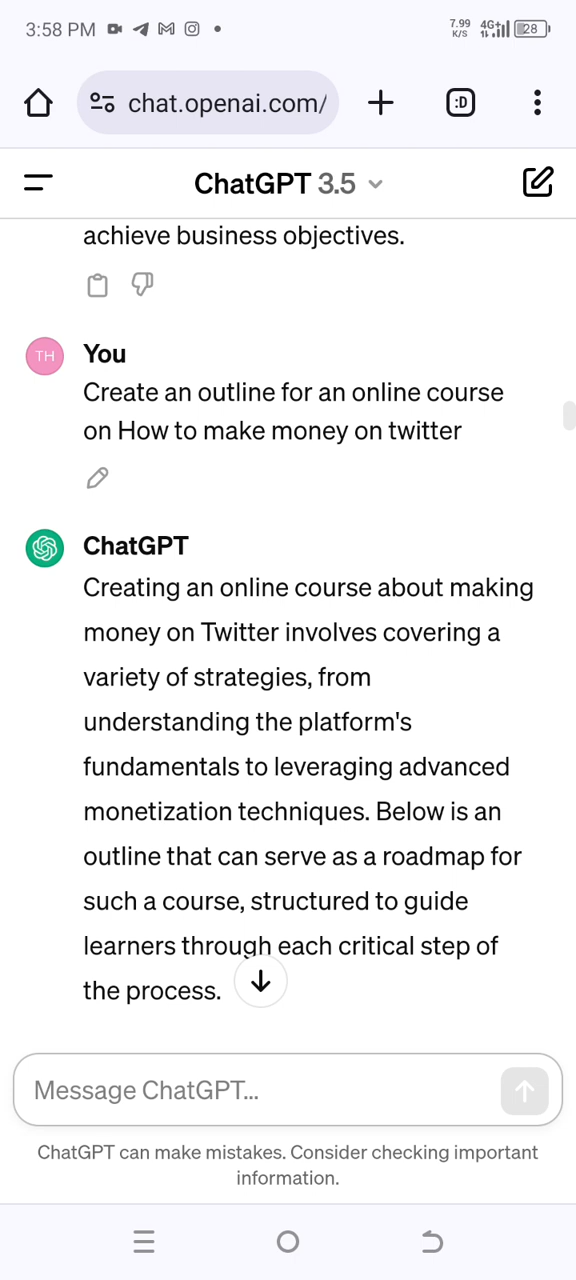 3:58 PM
7.99
K/S
4G+
28
chat.openai.com/
:D
ChatGPT 3.5
achieve business objectives.
TH
You
Create an outline for an online course
on How to make money on twitter
ChatGPT
Creating an online course about making
money on Twitter involves covering a
variety of strategies, from
understanding the platform's
fundamentals to leveraging advanced
monetization techniques. Below is an
outline that can serve as a roadmap for
such a course, structured to guide
learners through each critical step of
the process.
Message ChatGPT...
ChatGPT can make mistakes. Consider checking important
information.